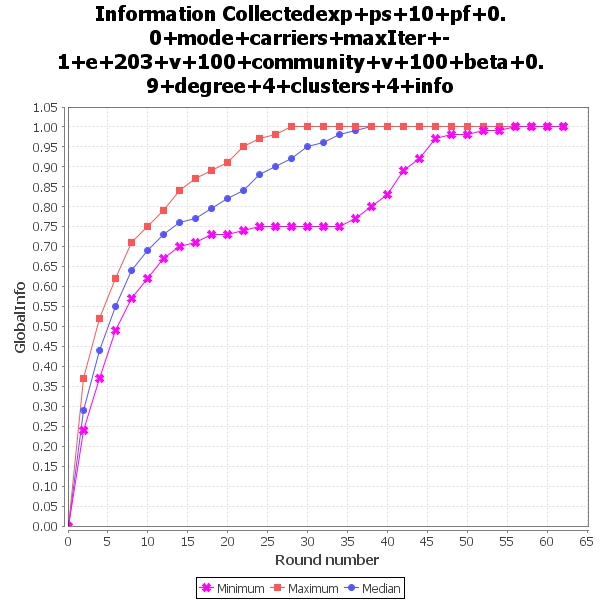 Information Collectedexp+ps+10+pf+0.
0+mode+carriers+maxIter+-
1+e+203+v+100+community+v+100+beta+0.
9+degree+4+clusters+4+info
1.05
1.00
0.95
0.90
0.85
0.80
0.75
0.70
0.65
0.60
0.55
0.50
0.45
0.40
0.35
0.30
0.25
0.20
0.15
0.10
0.05
0.00
GlobalInfo
0 5 10 15 20 25 30 35 40 45 50 55 60 65
Round number
Minimum Maximum Median